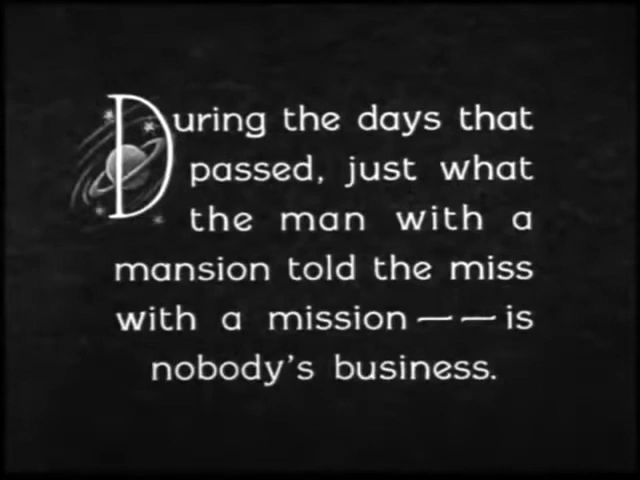 During the days that
passed, just what
the man with a
mansion told the miss
with a mission — — is
nobody's business.